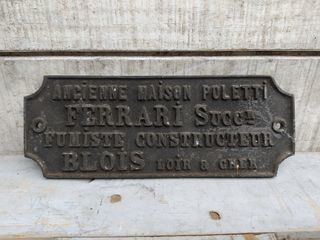 ANCIENNE MAISON POLETTI
FERRARI SUCCR
FUMISTE CONSTRUCTEUR
BLOIS LOIR & CHER